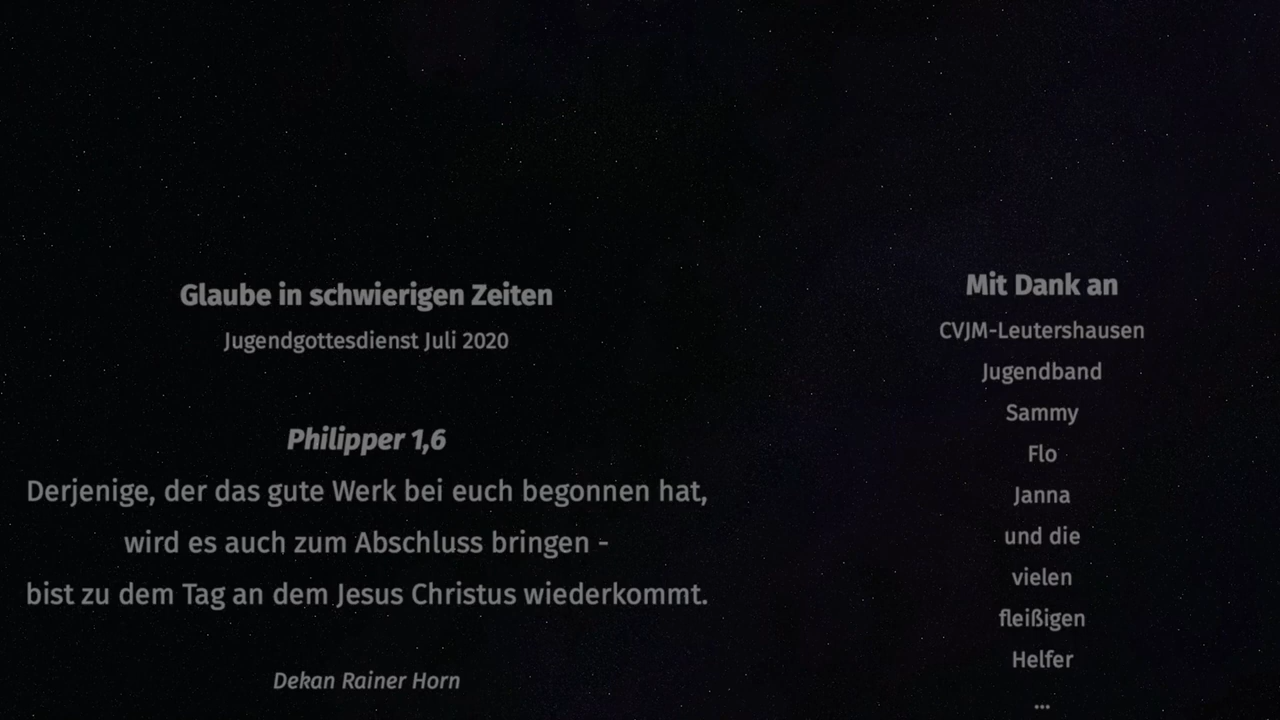 Glaube in schwierigen Zeiten
Jugendgottesdienst Juli 2020
Philipper 1,6
Derjenige, der das gute Werk bei euch begonnen hat,
wird es auch zum Abschluss bringen -
bist zu dem Tag an dem Jesus Christus wiederkommt.
Dekan Rainer Horn
Mit Dank an
CVJM-Leutershausen
Jugendband
Sammy
Flo
Janna
und die
vielen
fleißigen
Helfer
...